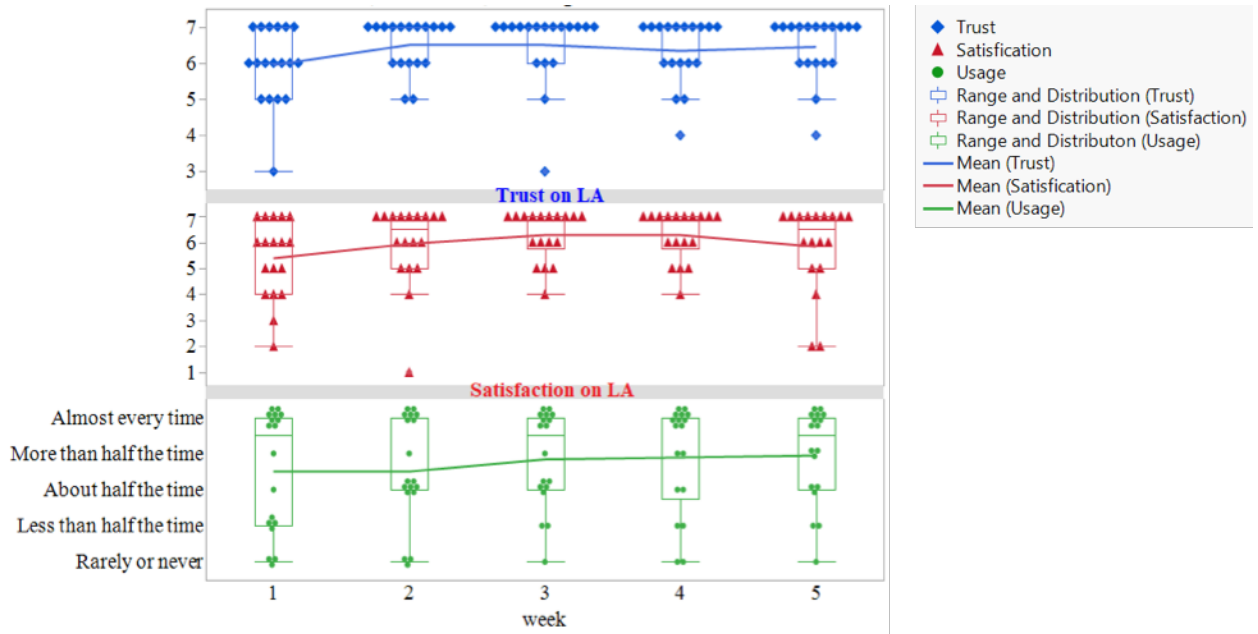 7
6
5
4
3
Trust on LA
7
6
5
4
3
2
1
Satisfaction on LA
Almost every time
More than half the time
About half the time
Less than half the time
Rarely or never
1 2 3 4 5
week
Trust
Satisfication
Usage
Range and Distribution (Trust)
Range and Distribution (Satisfaction)
Range and Distributon (Usage)
Mean (Trust)
Mean (Satisfication)
Mean (Usage)